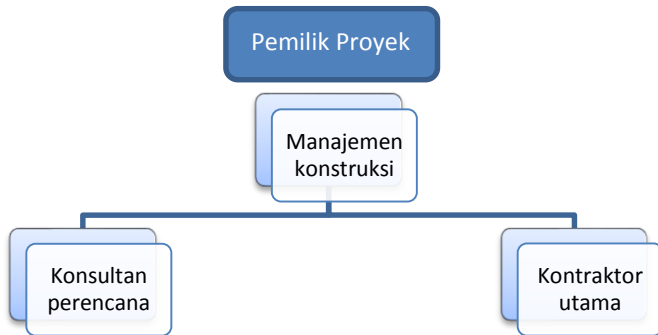 Pemilik Proyek
Manajemen
konstruksi
Konsultan
perencana
Kontraktor
utama